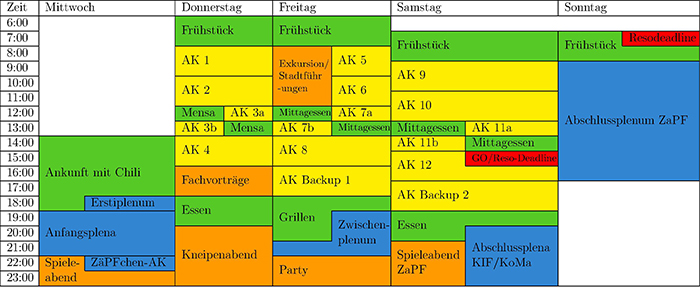 Zeit Mittwoch Donnerstag Freitag Samstag Sonntag
6:00
Frühstück Frühstück
7:00 Resodeadline
Frühstück Frühstück
8:00
AK 1 Exkursion/ AK 5
Stadtführ
-ungen
9:00
AK 9
10:00
AK 2 AK 6
11:00
AK 10
12:00 Mensa AK 3a Mittagessen AK 7a
Abschlussplenum ZaPF
13:00 AK 3b Mensa AK 7b Mittagessen Mittagessen AK 11a
14:00 AK 4 AK 8 AK 11b Mittagessen
15:00 GO/Reso-Deadline
Ankunft mit Chili AK 12
16:00 Fachvorträge AK Backup 1
17:00
AK Backup 2
18:00 Erstiplenum Essen Grillen
19:00 Zwischen-
plenum Essen
Anfangsplena
20:00 Kneipenabend
Abschlussplena
KIF/KoMa
21:00 Spieleabend
ZaPF
22:00 Spiele-
abend ZäPFchen-AK Party
23:00